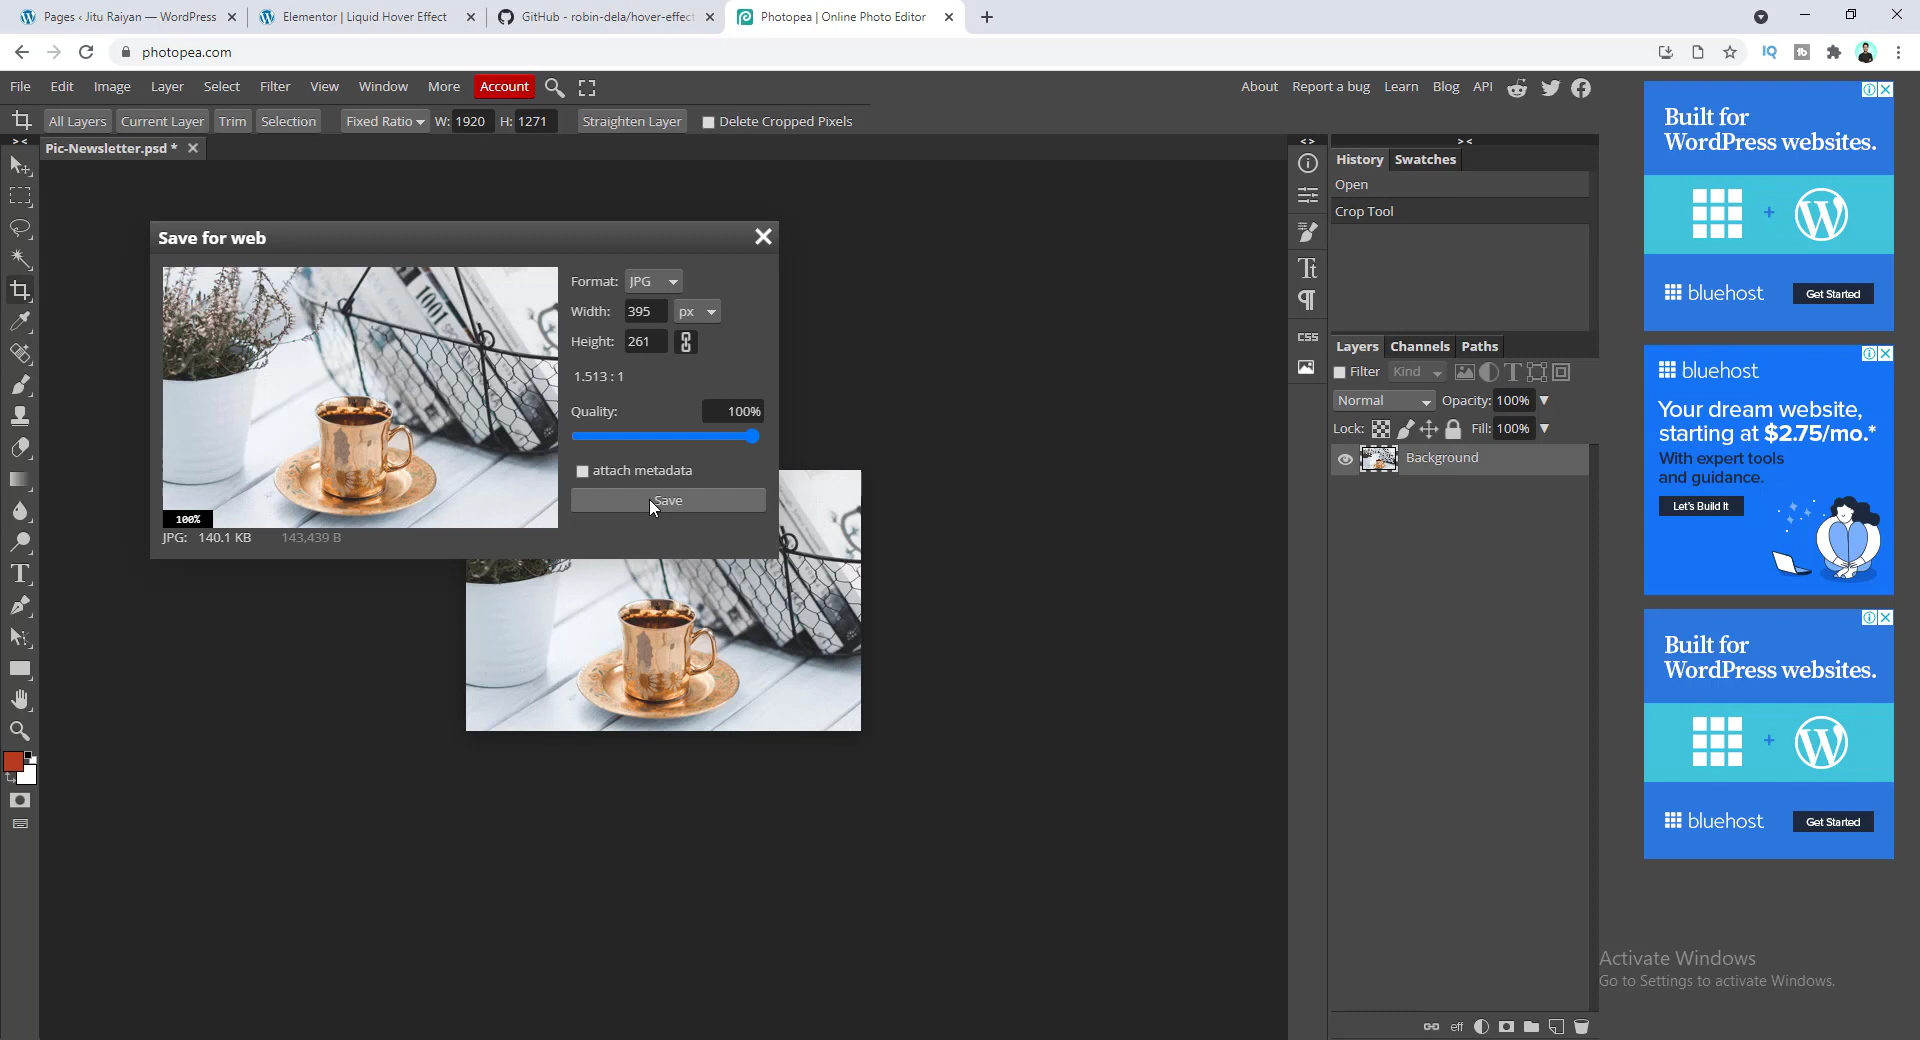 Pages ‹ Jitu Raiyan — WordPress
Elementor | Liquid Hover Effect
GitHub - robin-dela/hover-effect
Photopea | Online Photo Editor
photopea.com
File Edit Image Layer Select Filter View Window More Account
About Report a bug Learn Blog API
All Layers Current Layer Trim Selection Fixed Ratio W: 1920 H: 1271 Straighten Layer Delete Cropped Pixels
Pic-Newsletter.psd *
Save for web
Format: JPG
Width: 395 px
Height: 261
1.513 : 1
Quality: 100%
attach metadata
Save
100%
JPG: 140.1 KB 143,439 B
1001
History Swatches
Open
Crop Tool
CSS
Layers Channels Paths
Filter Kind
Normal Opacity: 100%
Lock: Fill: 100%
Background
eff
Built for
WordPress websites.
bluehost Get Started
bluehost
Your dream website,
starting at $2.75/mo.*
With expert tools
and guidance.
Let's Build It
Built for
WordPress websites.
bluehost Get Started
Activate Windows
Go to Settings to activate Windows.